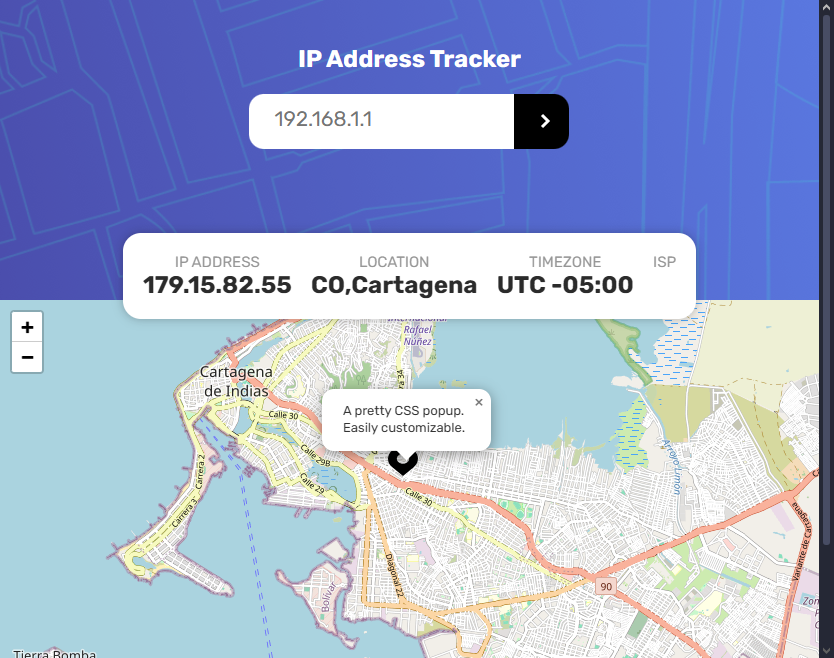 IP Address Tracker
192.168.1.1
IP ADDRESS
179.15.82.55
LOCATION
CO,Cartagena
TIMEZONE
UTC -05:00
ISP
+
−
Internacional
Rafael
Núñez
Cartagena
de Indias
Calle 30
A pretty CSS popup.
Easily customizable.
×
Calle 29B
Calle 29
Carrera 2
Carrera 3
Calle 30
Arroyo Limón
Diagonal 22
Bolívar
90
Variante de Cartagena
Tierra Bomba